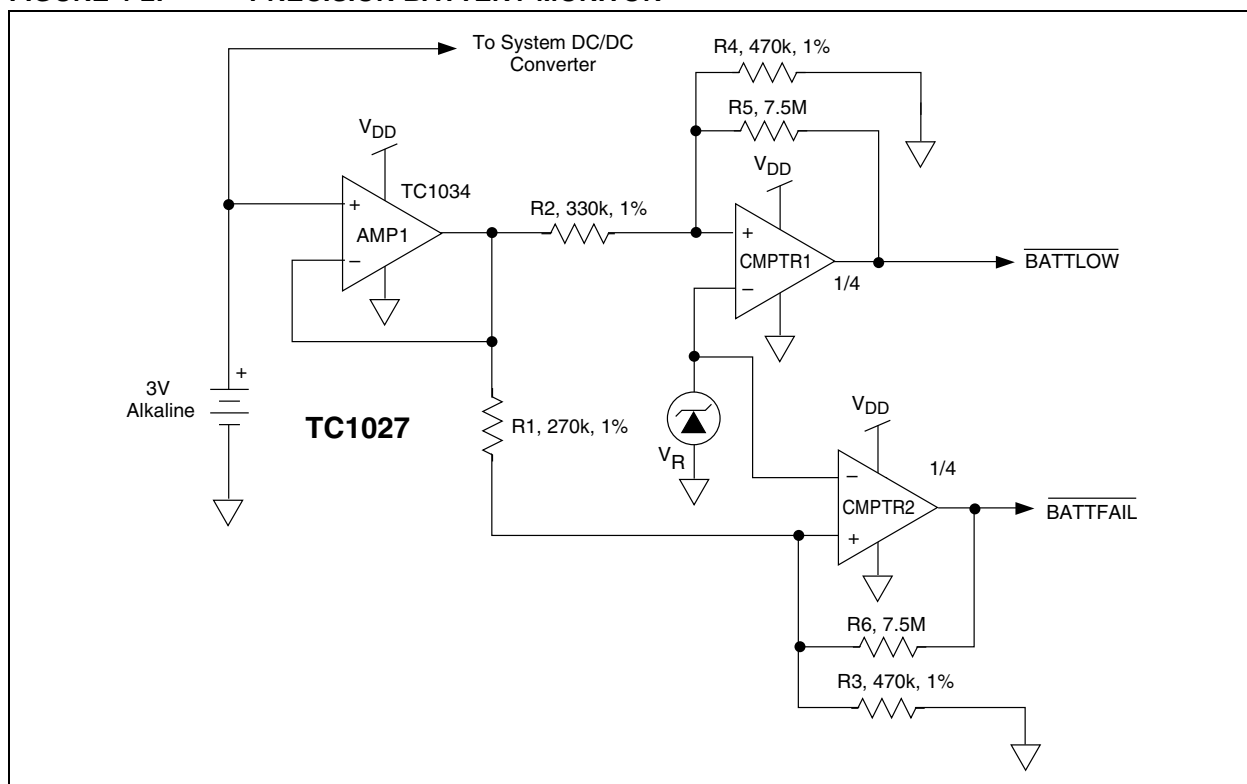 To System DC/DC
Converter
R4, 470k, 1%
R5, 7.5M
VDD
TC1034
+
AMP1
–
R2, 330k, 1%
VDD
+
CMPTR1
–
1/4
BATTLOW
+
3V
Alkaline
TC1027
R1, 270k, 1%
VR
VDD
1/4
–
CMPTR2
+
BATTFAIL
R6, 7.5M
R3, 470k, 1%